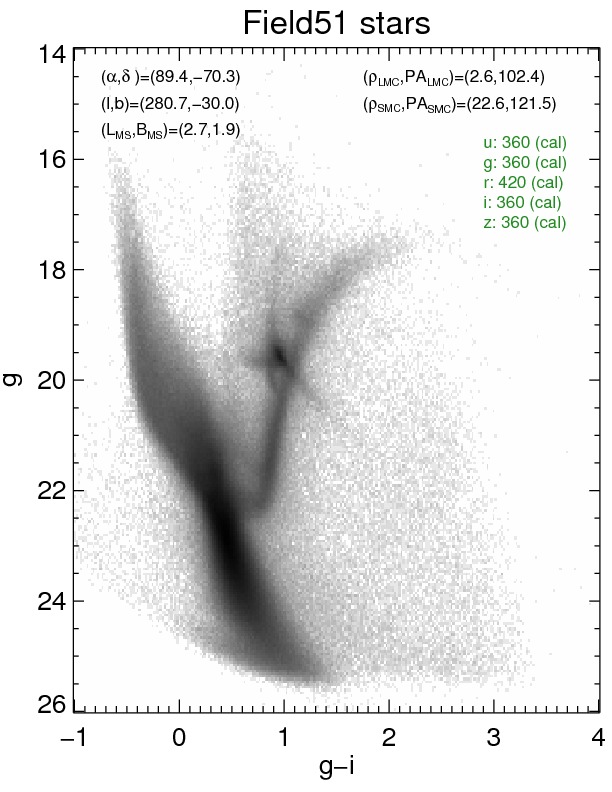 Field51 stars
(α,δ )=(89.4,−70.3)
(ρLMC,PALMC)=(2.6,102.4)
(l,b)=(280.7,−30.0)
(ρSMC,PASMC)=(22.6,121.5)
(LMS,BMS)=(2.7,1.9)
u: 360 (cal)
g: 360 (cal)
r: 420 (cal)
i: 360 (cal)
z: 360 (cal)
14
16
18
20
22
24
26
g
−1 0 1 2 3 4
g−i